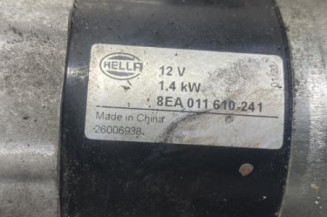 HELLA
12 V
1.4 kW
8EA 011 610-241
Made in China
26006938